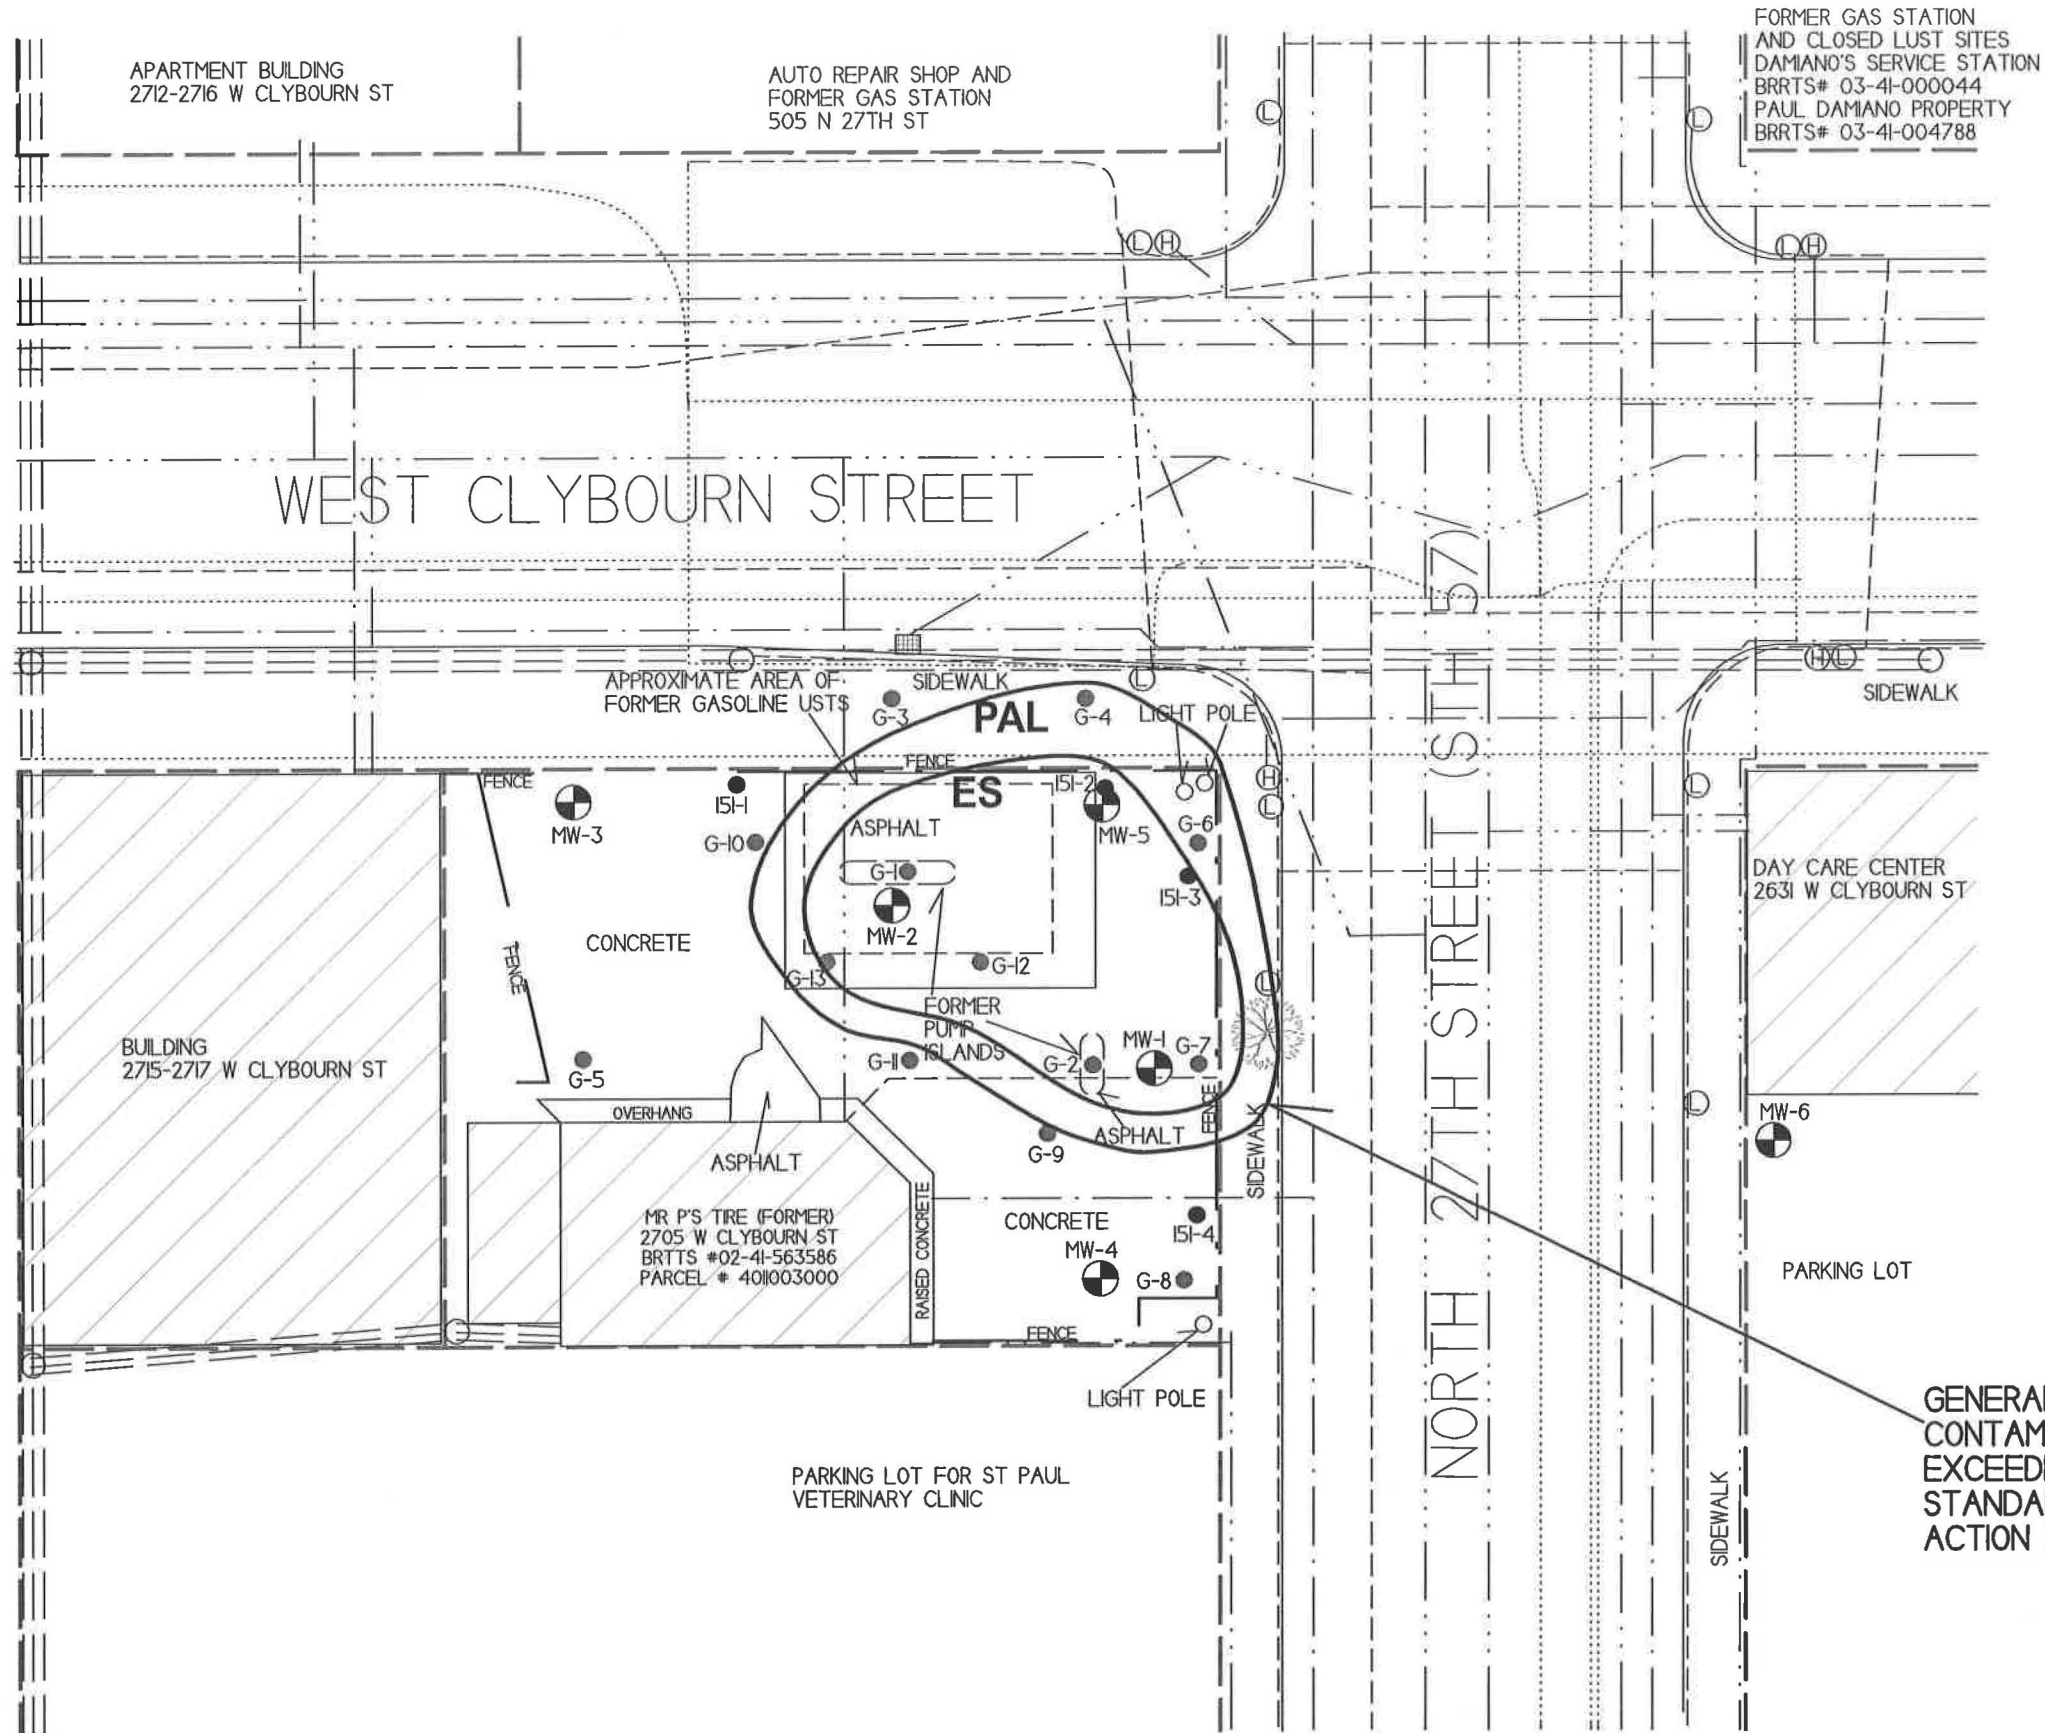 FORMER GAS STATION
AND CLOSED LUST SITES
DAMIANO'S SERVICE STATION
BRRTS# 03-41-000044
PAUL DAMIANO PROPERTY
BRRTS# 03-41-004788
APARTMENT BUILDING
2712-2716 W CLYBOURN ST
AUTO REPAIR SHOP AND
FORMER GAS STATION
505 N 27TH ST
L
L
L H
L H
WEST CLYBOURN STREET
NORTH 27TH STREET (STH 57)
L
H L
SIDEWALK
APPROXIMATE AREA OF
FORMER GASOLINE USTS
SIDEWALK
G-3
PAL
G-4
LIGHT POLE
FENCE
FENCE
ES
151-1
151-2
H
L
L
MW-3
MW-5
G-6
G-10
ASPHALT
G-1
151-3
DAY CARE CENTER
2631 W CLYBOURN ST
MW-2
CONCRETE
FENCE
G-13
G-12
L
FORMER
PUMP
ISLANDS
BUILDING
2715-2717 W CLYBOURN ST
G-5
G-11
G-2
MW-1
G-7
FENCE
L
MW-6
OVERHANG
ASPHALT
G-9
SIDEWALK
ASPHALT
MR P'S TIRE (FORMER)
2705 W CLYBOURN ST
BRTTS #02-41-563586
PARCEL # 4011003000
RAISED CONCRETE
CONCRETE
151-4
MW-4
G-8
PARKING LOT
FENCE
LIGHT POLE
PARKING LOT FOR ST PAUL
VETERINARY CLINIC
SIDEWALK
GENERAL
CONTAM
EXCEED
STANDA
ACTION